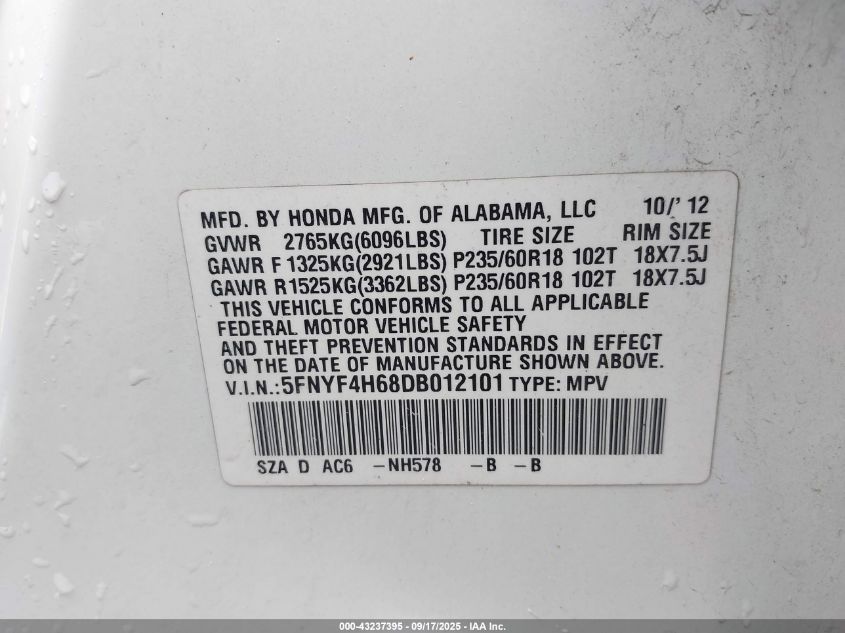 MFD. BY HONDA MFG. OF ALABAMA, LLC 10/'12
GVWR 2765KG(6096LBS) TIRE SIZE RIM SIZE
GAWR F 1325KG(2921LBS) P235/60R18 102T 18X7.5J
GAWR R1525KG(3362LBS) P235/60R18 102T 18X7.5J
THIS VEHICLE CONFORMS TO ALL APPLICABLE
FEDERAL MOTOR VEHICLE SAFETY
AND THEFT PREVENTION STANDARDS IN EFFECT
ON THE DATE OF MANUFACTURE SHOWN ABOVE.
V.I.N.:5FNYF4H68DB012101 TYPE: MPV
SZA D AC6 -NH578 -B -B
000-43237395 - 09/17/2025 - IAA Inc.